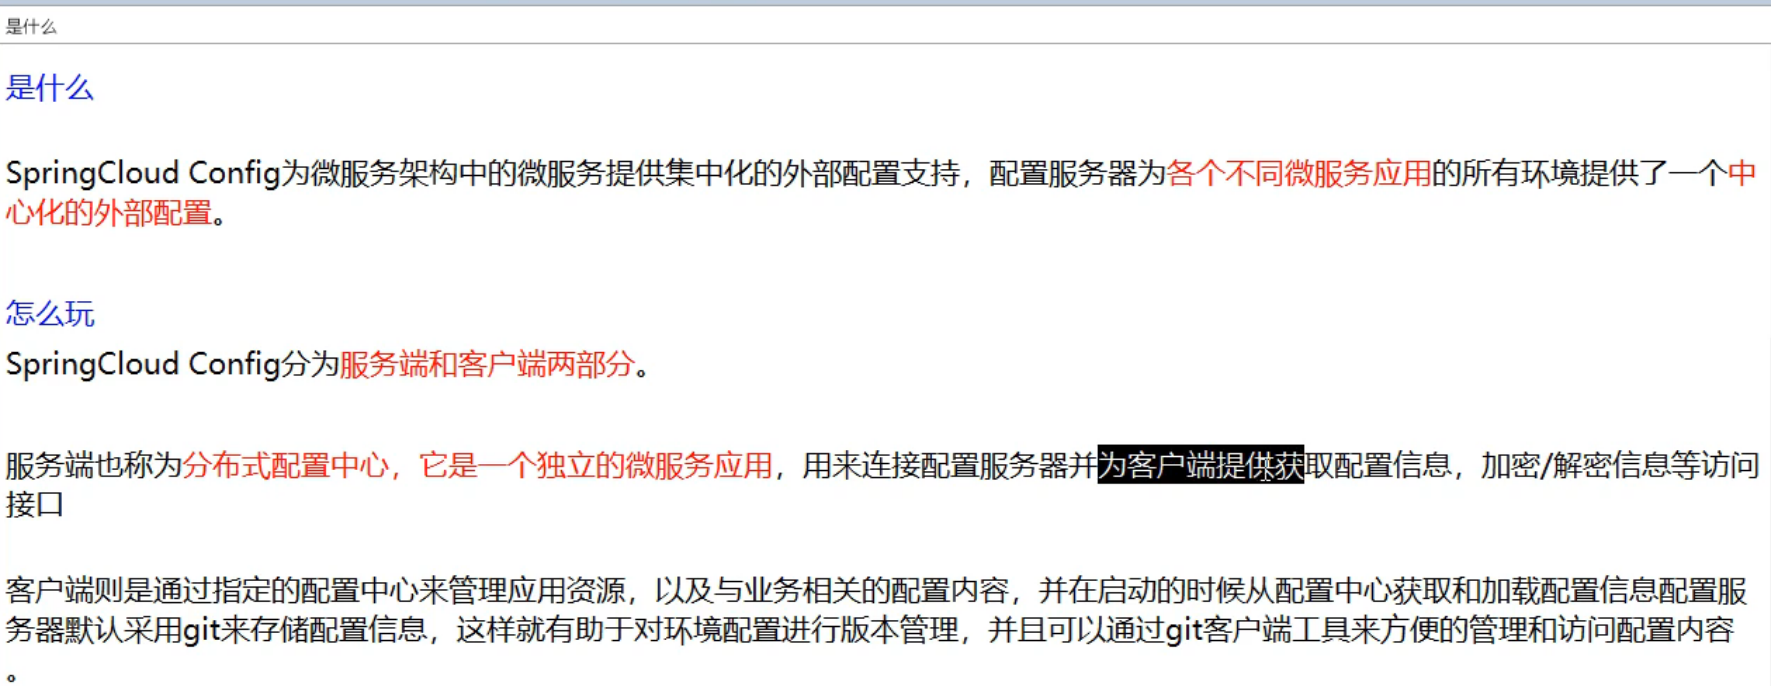 是什么
是什么
SpringCloud Config为微服务架构中的微服务提供集中化的外部配置支持，配置服务器为各个不同微服务应用的所有环境提供了一个中
心化的外部配置。
怎么玩
SpringCloud Config分为服务端和客户端两部分。
服务端也称为分布式配置中心，它是一个独立的微服务应用，用来连接配置服务器并为客户端提供获取配置信息，加密/解密信息等访问
接口
客户端则是通过指定的配置中心来管理应用资源，以及与业务相关的配置内容，并在启动的时候从配置中心获取和加载配置信息配置服
务器默认采用git来存储配置信息，这样就有助于对环境配置进行版本管理，并且可以通过git客户端工具来方便的管理和访问配置内容
。